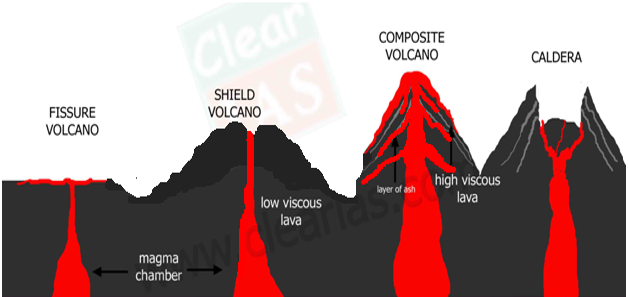 FISSURE
VOLCANO
SHIELD
VOLCANO
COMPOSITE
VOLCANO
CALDERA
low viscous
lava
layer of ash
high viscous
lava
magma
chamber
Clear
IAS
www.clearias.com